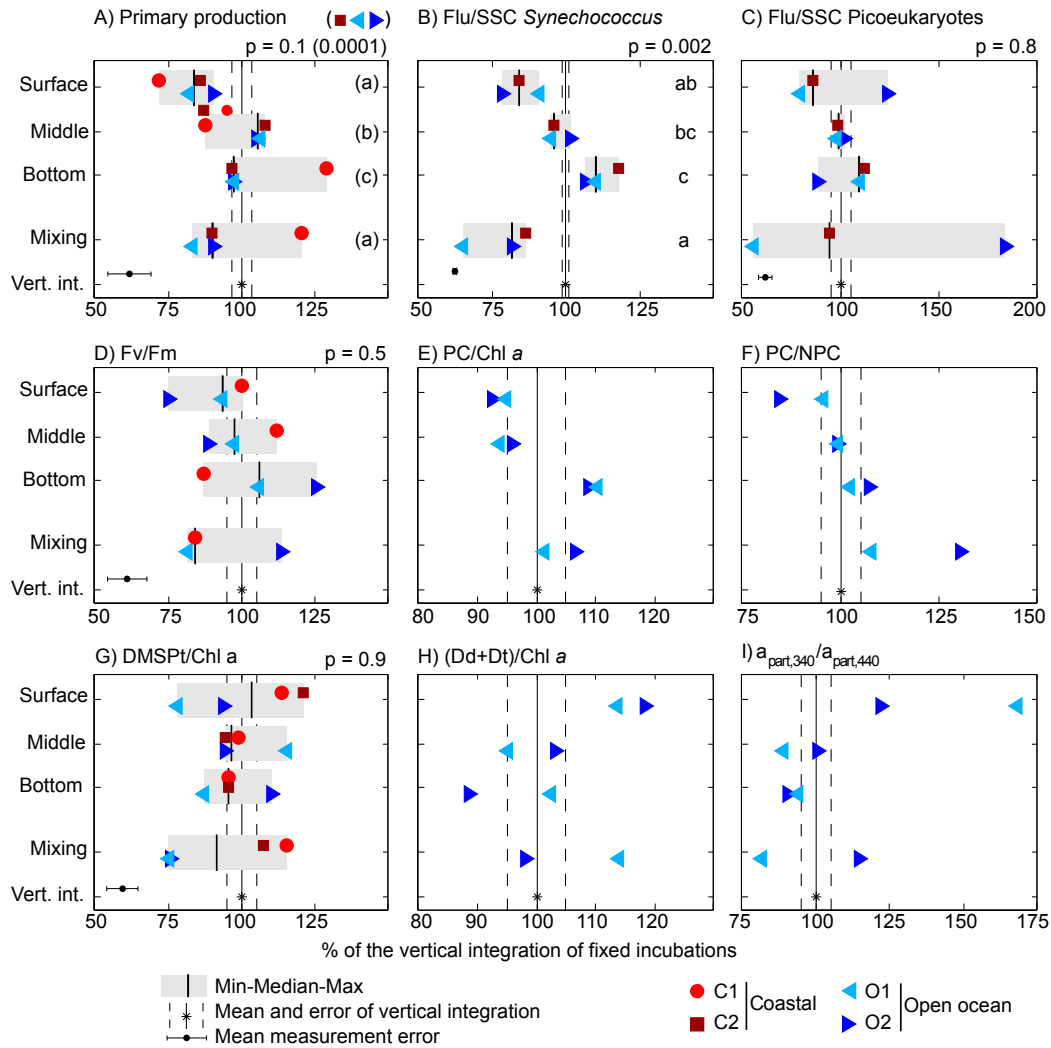 A) Primary production ( )
p = 0.1 (0.0001)
B) Flu/SSC Synechococcus
p = 0.002
C) Flu/SSC Picoeukaryotes
p = 0.8
Surface (a) ab
Middle (b) bc
Bottom (c) c
Mixing (a) a
Vert. int.
50 75 100 125
50 75 100 125 150
50 100 150 200
D) Fv/Fm p = 0.5
E) PC/Chl a
F) PC/NPC
Surface
Middle
Bottom
Mixing
Vert. int.
50 75 100 125
80 90 100 110 120 130
50 100 150
G) DMSPt/Chl a p = 0.9
H) (Dd+Dt)/Chl a
I) a part,340/a part,440
Surface
Middle
Bottom
Mixing
Vert. int.
50 75 100 125
80 90 100 110 120 130
75 100 125 150 175
% of the vertical integration of fixed incubations
Min-Median-Max
Mean and error of vertical integration
Mean measurement error
C1
C2
Coastal
O1
O2
Open ocean